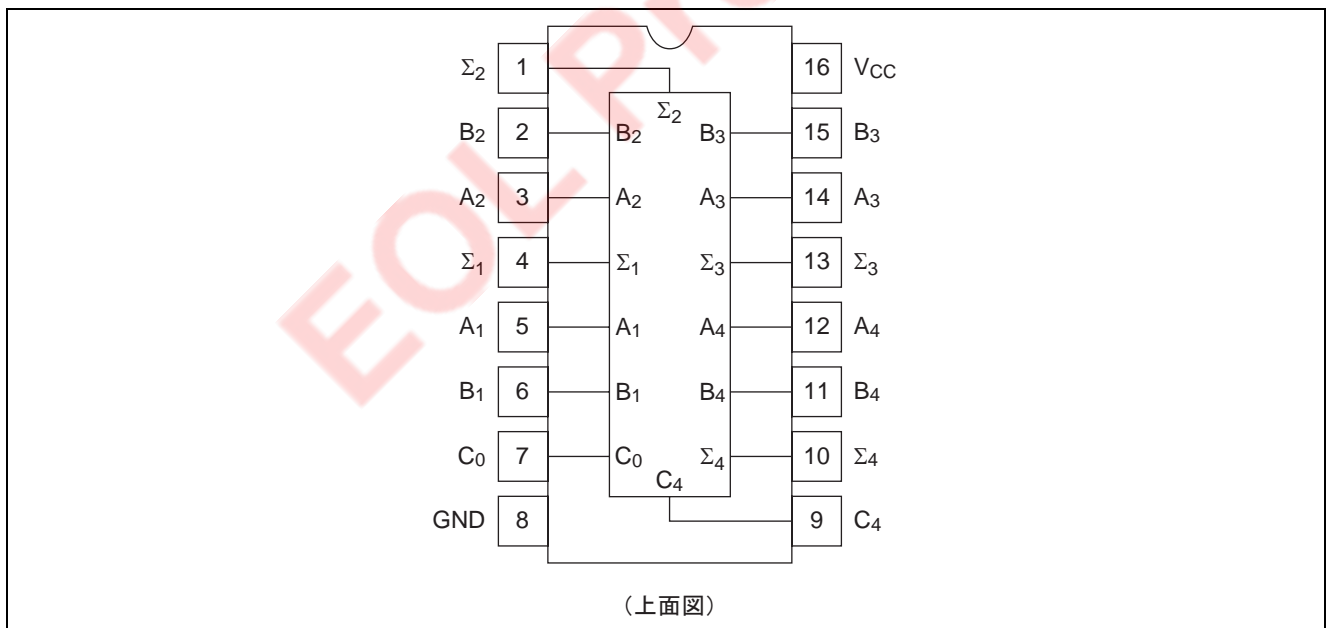 EOL Pr
Σ2 1 Σ2 16 VCC
B2 2 B2 B3 15 B3
A2 3 A2 A3 14 A3
Σ1 4 Σ1 Σ3 13 Σ3
A1 5 A1 A4 12 A4
B1 6 B1 B4 11 B4
C0 7 C0 Σ4 10 Σ4
GND 8 C4 9 C4
(上面図)